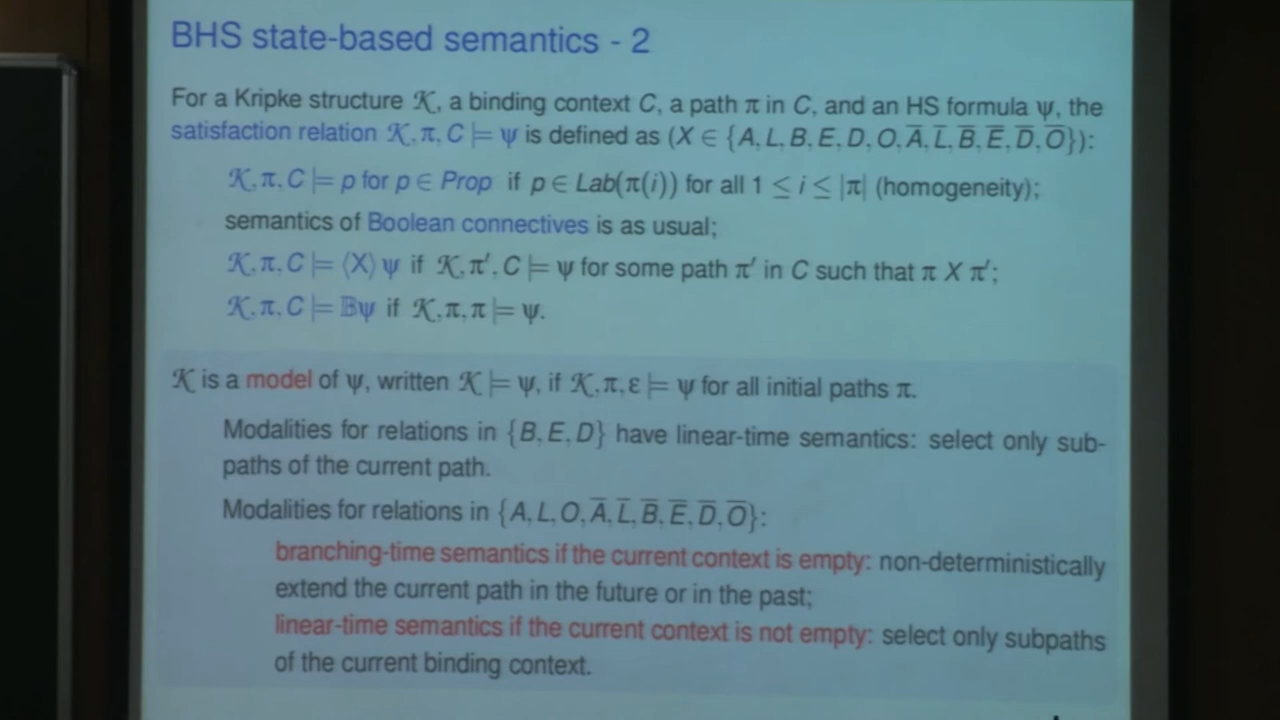 BHS state-based semantics - 2
For a Kripke structure 𝒦, a binding context C, a path π in C, and an HS formula ψ, the
satisfaction relation 𝒦, π, C ⊨ ψ is defined as (X ∈ {A, L, B, E, D, O, A̅, L̅, B̅, E̅, D̅, O̅}):
𝒦, π, C ⊨ p for p ∈ Prop if p ∈ Lab(π(i)) for all 1 ≤ i ≤ |π| (homogeneity);
semantics of Boolean connectives is as usual;
𝒦, π, C ⊨ ⟨X⟩ ψ if 𝒦, π′, C ⊨ ψ for some path π′ in C such that π X π′;
𝒦, π, C ⊨ 𝔹ψ if 𝒦, π, π ⊨ ψ.
𝒦 is a model of ψ, written 𝒦 ⊨ ψ, if 𝒦, π, ε ⊨ ψ for all initial paths π.
Modalities for relations in {B, E, D} have linear-time semantics: select only sub-
paths of the current path.
Modalities for relations in {A, L, O, A̅, L̅, B̅, E̅, D̅, O̅}:
branching-time semantics if the current context is empty: non-deterministically
extend the current path in the future or in the past;
linear-time semantics if the current context is not empty: select only subpaths
of the current binding context.